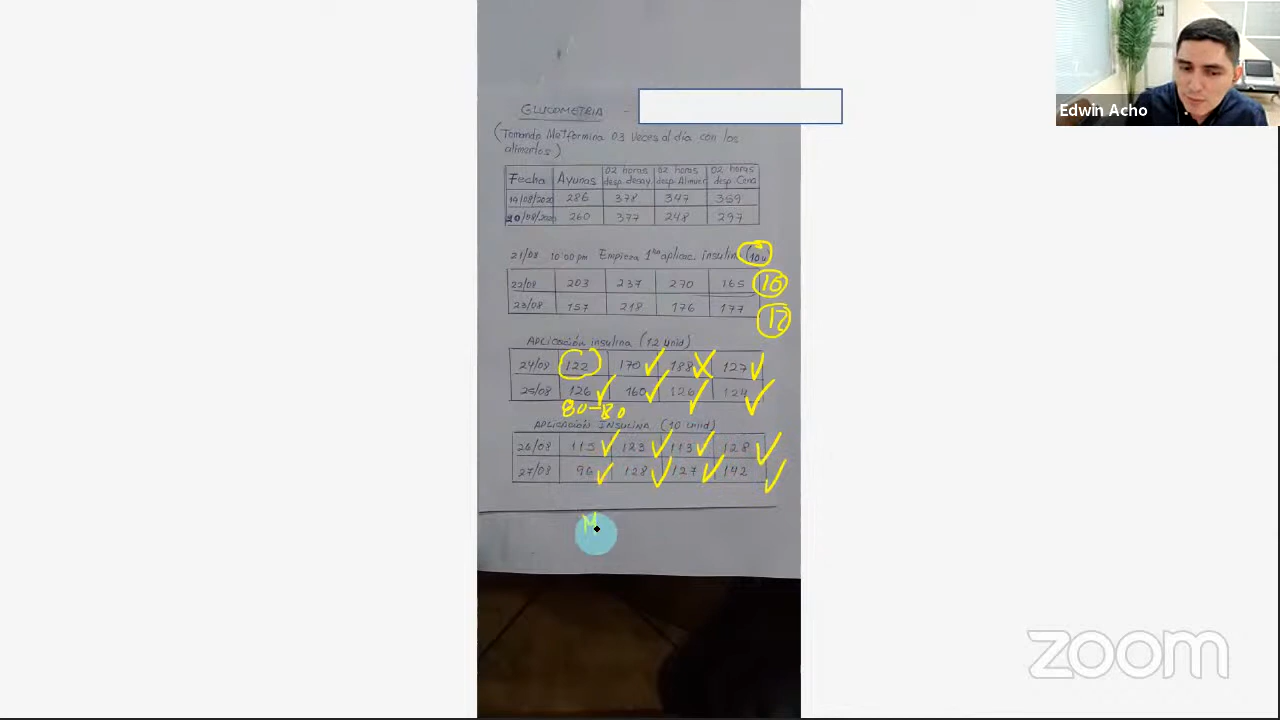 GLUCOMETRIA -
(Tomando Metformina 03 veces al día con los
alimentos)
Fecha Ayunas 02 horas desp. desay 02 horas desp. Almuer 02 horas desp. Cena
19/08/2020 286 378 347 369
20/08/2020 260 377 248 297
21/08 10:00 pm Empieza 1ra aplicac. insulin (10 u
22/08 203 237 270 165 10
23/08 157 218 176 177 12
APLICACIÓN insulina (12 unid)
24/08 122 170 188 127
25/08 126 160 126 124
80-80
APLICACIÓN INSULINA (10 unid)
26/08 115 123 113 128
27/08 96 128 127 142
M
Edwin Acho
zoom